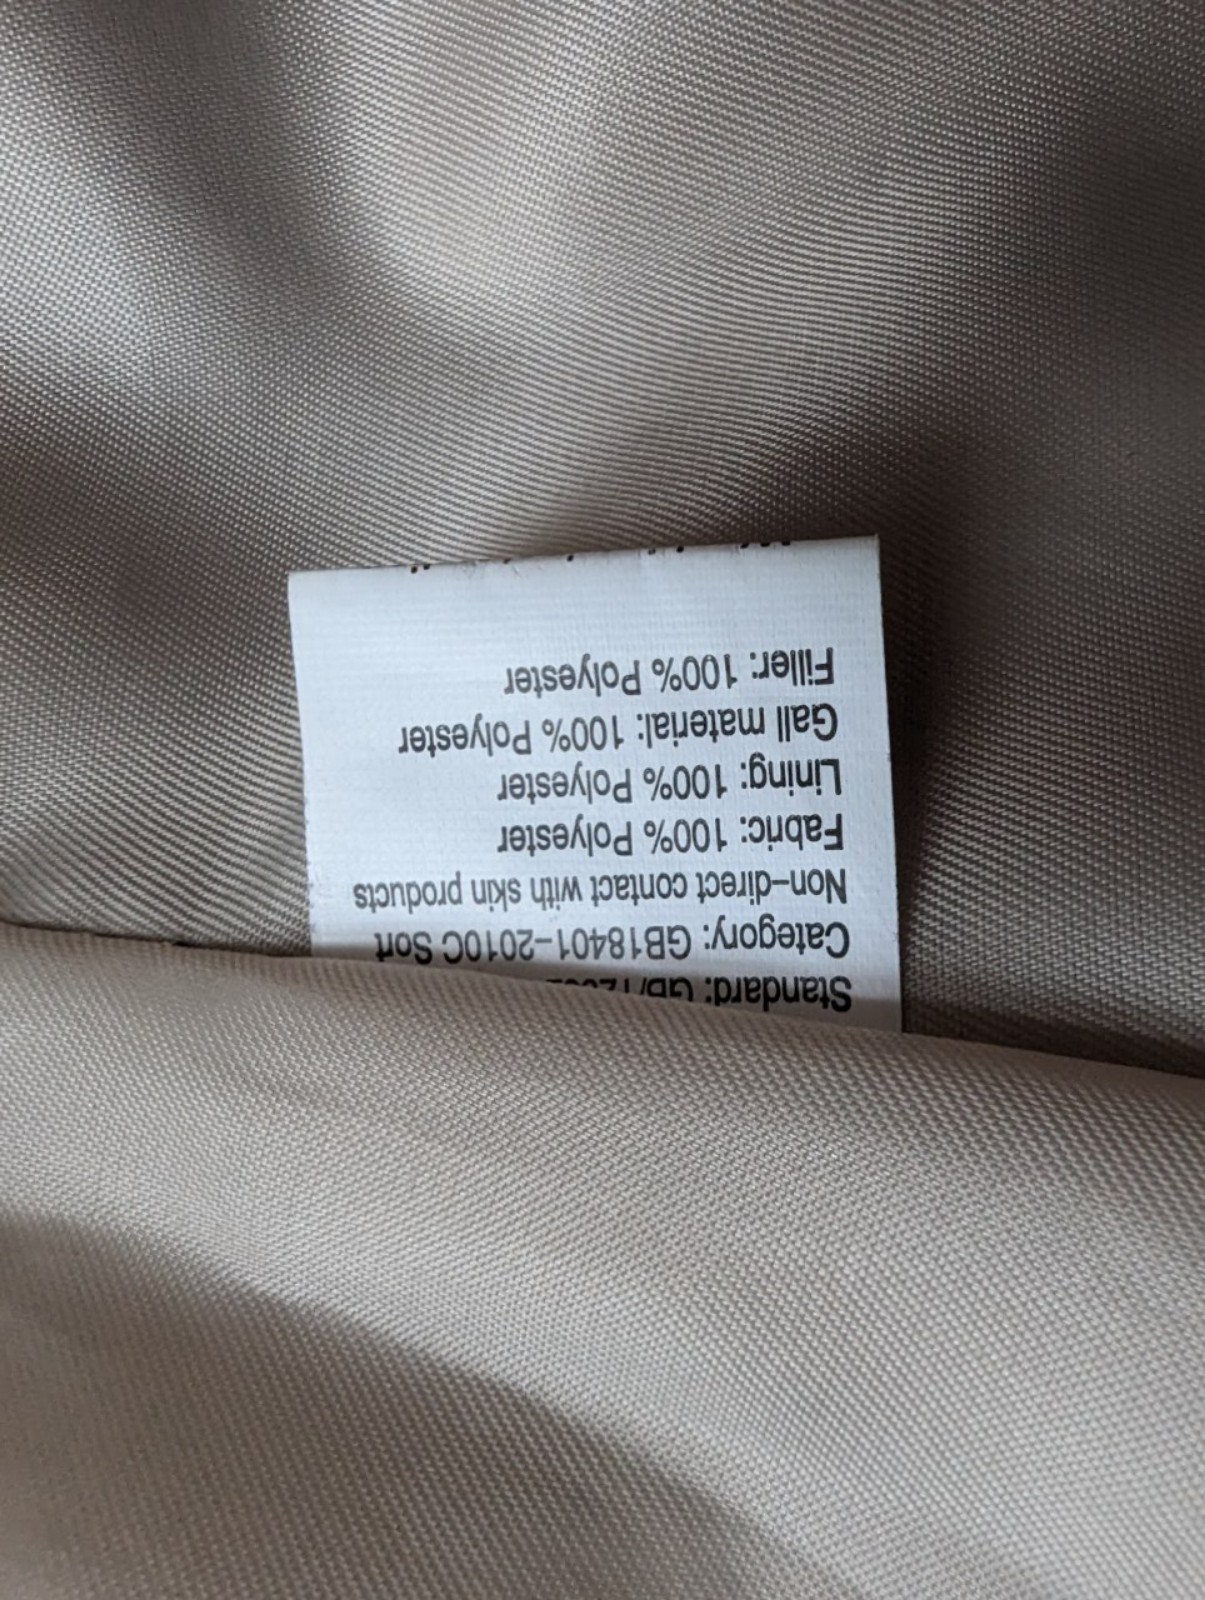 Standard:
Category: GB18401-2010C Sort
Non-direct contact with skin products
Fabric: 100% Polyester
Lining: 100% Polyester
Gall material: 100% Polyester
Filler: 100% Polyester